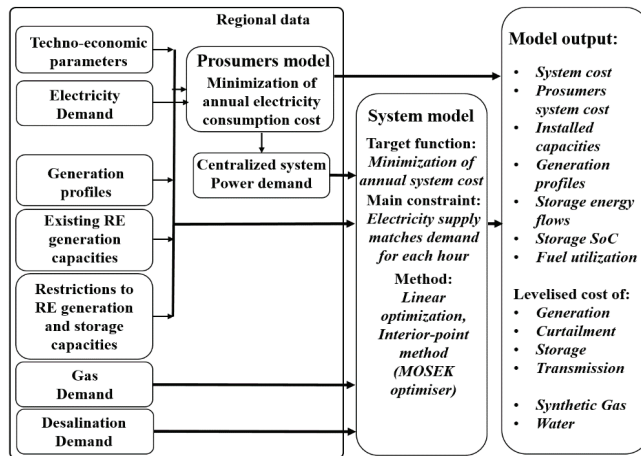 Regional data
Techno-economic
parameters
Electricity
Demand
Generation
profiles
Existing RE
generation
capacities
Restrictions to
RE generation
and storage
capacities
Gas
Demand
Desalination
Demand
Prosumers model
Minimization of
annual electricity
consumption cost
Centralized system
Power demand
System model
Target function:
Minimization of
annual system cost
Main constraint:
Electricity supply
matches demand
for each hour
Method:
Linear
optimization,
Interior-point
method
(MOSEK
optimiser)
Model output:
• System cost
• Prosumers
system cost
• Installed
capacities
• Generation
profiles
• Storage energy
flows
• Storage SoC
• Fuel utilization
Levelised cost of:
• Generation
• Curtailment
• Storage
• Transmission
• Synthetic Gas
• Water